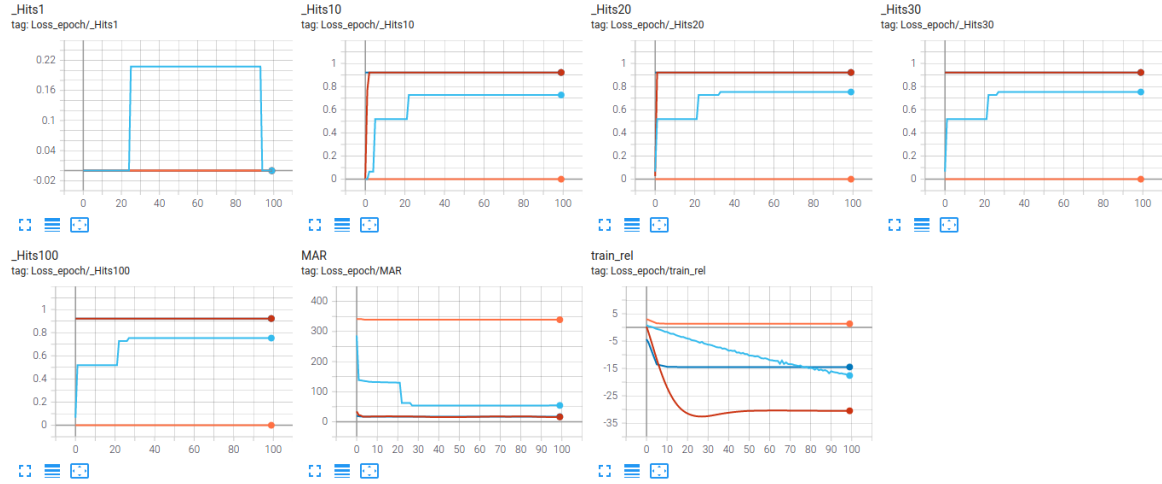 _Hits1
tag: Loss_epoch/_Hits1
0.22
0.16
0.1
0.04
-0.02
0 20 40 60 80 100
_Hits10
tag: Loss_epoch/_Hits10
1
0.8
0.6
0.4
0.2
0
0 20 40 60 80 100
_Hits20
tag: Loss_epoch/_Hits20
1
0.8
0.6
0.4
0.2
0
0 20 40 60 80 100
_Hits30
tag: Loss_epoch/_Hits30
1
0.8
0.6
0.4
0.2
0
0 20 40 60 80 100
_Hits100
tag: Loss_epoch/_Hits100
1
0.8
0.6
0.4
0.2
0
0 10 20 30 40 50 60 70 80 90 100
MAR
tag: Loss_epoch/MAR
400
300
200
100
0
0 10 20 30 40 50 60 70 80 90 100
train_rel
tag: Loss_epoch/train_rel
5
-5
-15
-25
-35
0 10 20 30 40 50 60 70 80 90 100